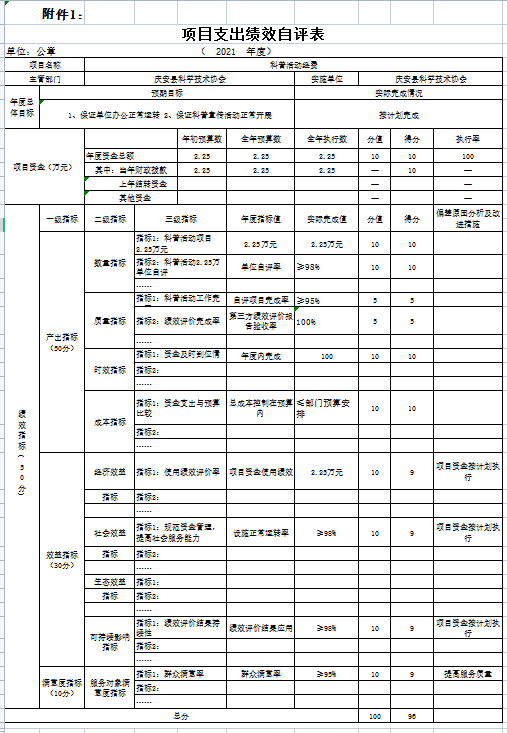 附件1：
项目支出绩效自评表
单位：公章 （ 2021 年度）
项目名称 科普活动经费
主管部门 庆安县科学技术协会 实施单位 庆安县科学技术协会
年度总体目标 预期目标 实际完成情况
1、保证单位办公正常运转 2、保证科普宣传活动正常开展 按计划完成
项目资金（万元） 年初预算数 全年预算数 全年执行数 分值 得分 执行率
年度资金总额 2.25 2.25 2.25 10 10 100
其中：当年财政拨款 2.25 2.25 2.25 — 10 —
上年结转资金 — —
其他资金 — —
绩效指标(90分) 一级指标 二级指标 三级指标 年度指标值 实际完成值 分值 得分 偏差原因分析及改进措施
产出指标（50分） 数量指标 指标1：科普活动项目2.25万元 2.25万元 2.25万元 10 10
指标2：科普活动2.25万单位自评 单位自评率 ≥98% 10 10
……
质量指标 指标1：科普活动工作完 自评项目完成率 ≥95% 5 5
指标2：绩效评价完成率 第三方绩效评价报告验收率 100% 5 5
……
时效指标 指标1：资金及时到位情 年度内完成 100 10 10
指标2：
……
成本指标 指标1：资金支出与预算比较 总成本控制在预算内 ≤部门预算安排 10 10
指标2：
……
效益指标（30分） 经济效益 指标1：使用绩效评价率 项目资金使用绩效 2.25万元 10 9 项目资金按计划执行
指标 指标2：
……
社会效益 指标1：规范资金管理，提高社会服务能力 设施正常运转率 ≥98% 10 9 项目资金按计划执行
指标 指标2：
……
生态效益 指标1：
指标 指标2：
……
可持续影响指标 指标1：绩效评价结果持续性 绩效评价结果应用 ≥98% 10 9 项目资金按计划执行
指标2：
……
满意度指标（10分） 服务对象满意度指标 指标1：群众满意率 群众满意率 ≥95% 10 9 提高服务质量
指标2：
……
总分 100 96